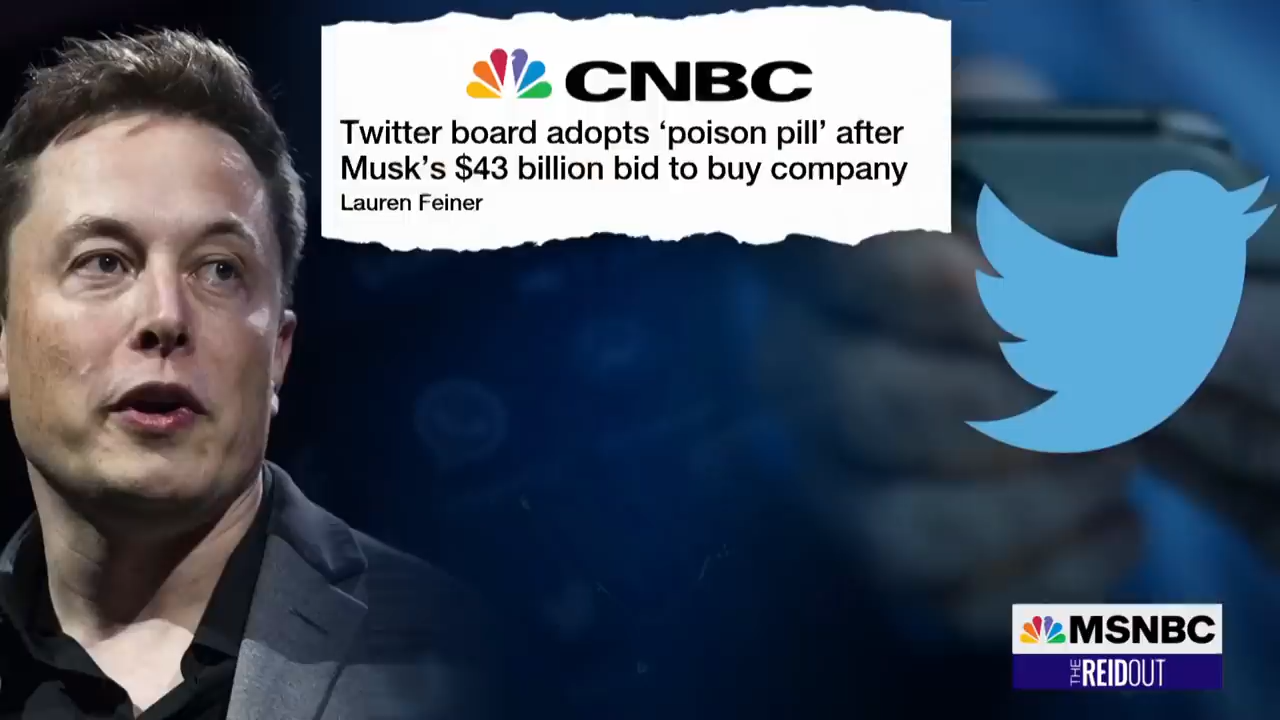 CNBC
Twitter board adopts ‘poison pill’ after
Musk’s $43 billion bid to buy company
Lauren Feiner
MSNBC
THE REIDOUT